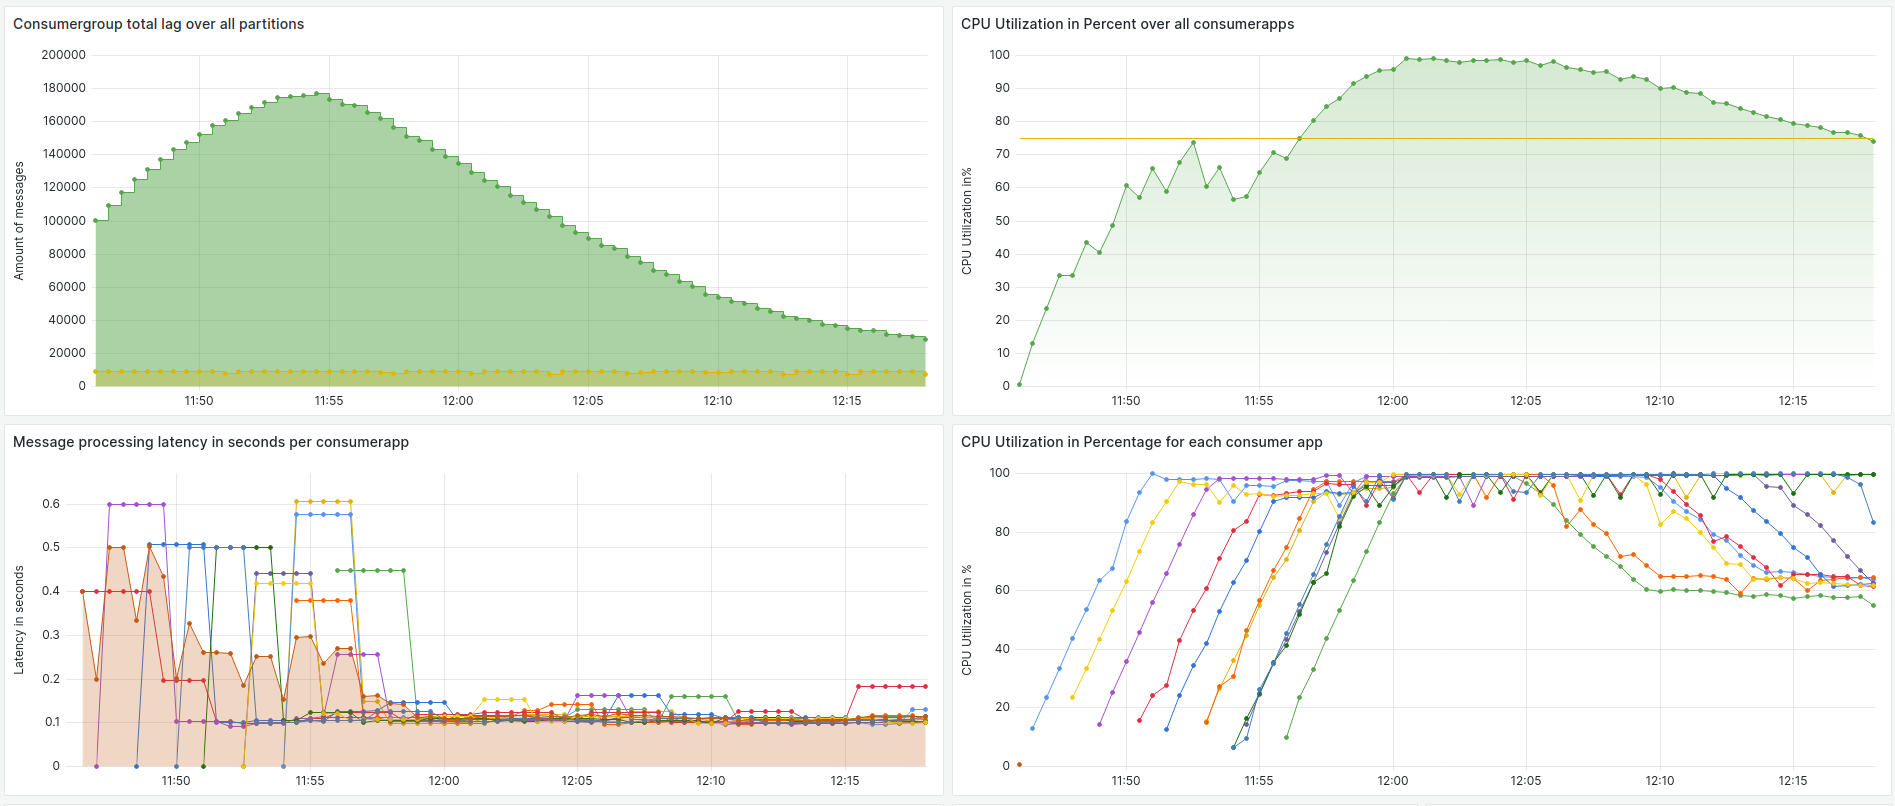 Consumergroup total lag over all partitions
Amount of messages
200000
180000
160000
140000
120000
100000
80000
60000
40000
20000
0
11:50 11:55 12:00 12:05 12:10 12:15
CPU Utilization in Percent over all consumerapps
CPU Utilization in%
100
90
80
70
60
50
40
30
20
10
0
11:50 11:55 12:00 12:05 12:10 12:15
Message processing latency in seconds per consumerapp
Latency in seconds
0.6
0.5
0.4
0.3
0.2
0.1
0
11:50 11:55 12:00 12:05 12:10 12:15
CPU Utilization in Percentage for each consumer app
CPU Utilization in %
100
80
60
40
20
0
11:50 11:55 12:00 12:05 12:10 12:15